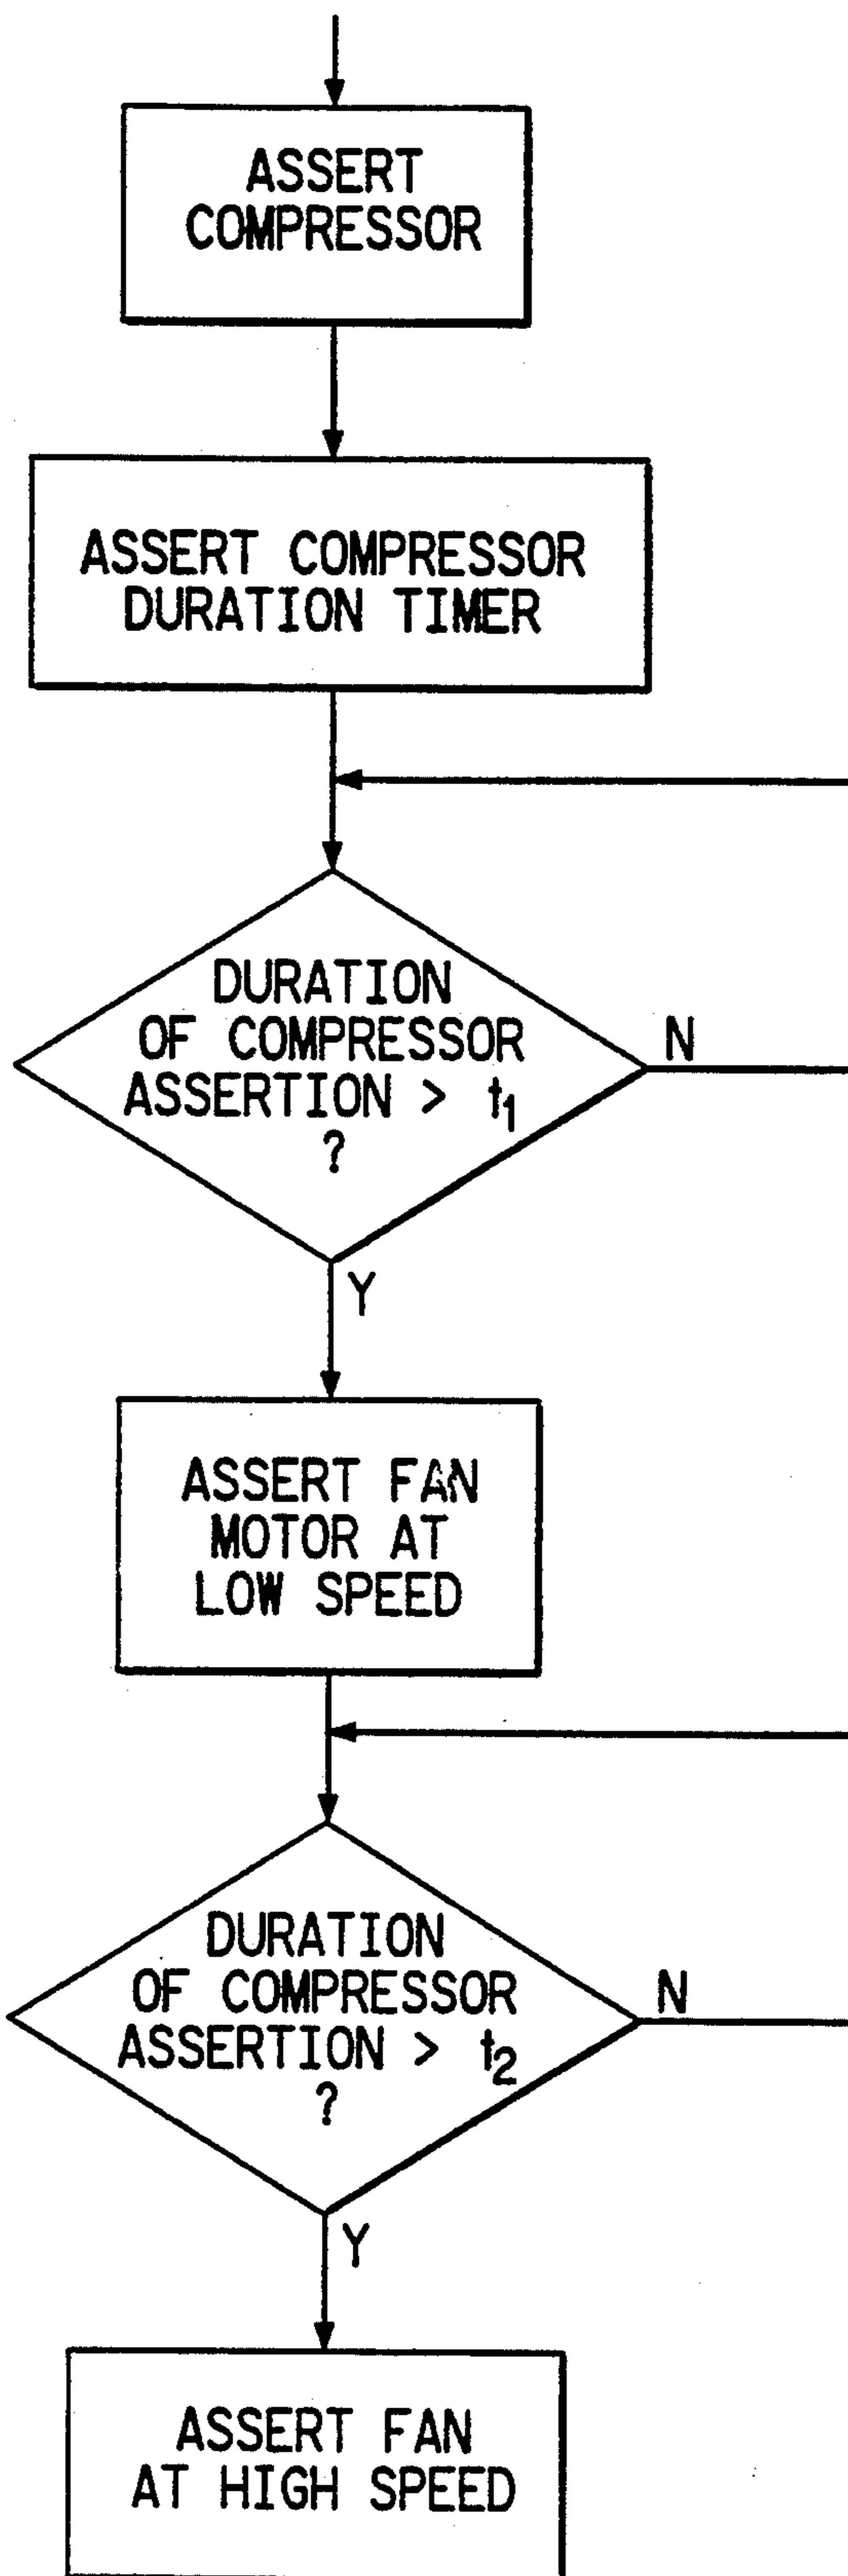 ASSERT
COMPRESSOR
ASSERT COMPRESSOR
DURATION TIMER
DURATION
OF COMPRESSOR
ASSERTION > t₁
?
N
Y
ASSERT FAN
MOTOR AT
LOW SPEED
DURATION
OF COMPRESSOR
ASSERTION > t₂
?
N
Y
ASSERT FAN
AT HIGH SPEED